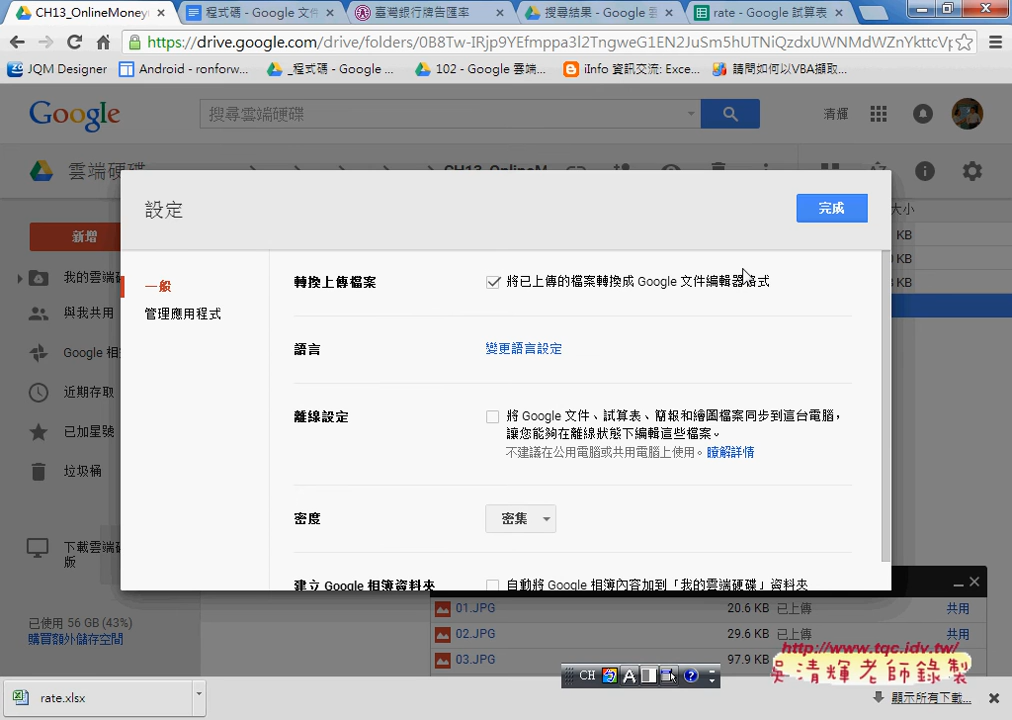 CH13_OnlineMoney
程式碼 - Google 文件
臺灣銀行牌告匯率
搜尋結果 - Google 雲
rate - Google 試算表
https://drive.google.com/drive/folders/0B8Tw-IRjp9YEfmppa3l2TngweG1EN2JuSm5hUTNiQzdxUWNMdWZnYkttcVp
JQM Designer
Android - ronforw...
_程式碼 - Google ...
102 - Google 雲端...
iInfo 資訊交流: Exce...
請問如何以VBA擷取...
Google
搜尋雲端硬碟
清輝
雲端硬碟
CH13_OnlineM
設定
完成
大小
新增
KB
KB
KB
我的雲端
與我共用
Google 相
近期存取
已加星號
垃圾桶
下載雲端
版
已使用 56 GB (43%)
購買額外儲存空間
一般
管理應用程式
轉換上傳檔案
將已上傳的檔案轉換成 Google 文件編輯器格式
語言
變更語言設定
離線設定
將 Google 文件、試算表、簡報和繪圖檔案同步到這台電腦，
讓您能夠在離線狀態下編輯這些檔案。
不建議在公用電腦或共用電腦上使用。瞭解詳情
密度
密集
建立 Google 相簿資料夾
自動將 Google 相簿內容加到「我的雲端硬碟」資料夾
01.JPG 20.6 KB 已上傳 共用
02.JPG 29.6 KB 已上傳 共用
03.JPG 97.9 KB
CH
http://www.tqc.idv.tw/
吳清輝老師錄製
rate.xlsx
顯示所有下載...